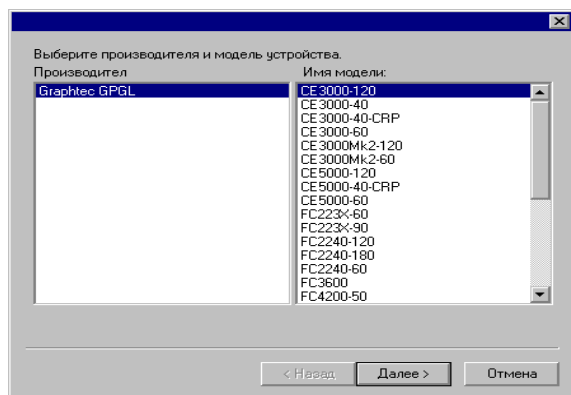 Выберите производителя и модель устройства.
Производител
Имя модели:
Graphtec GPGL
CE3000-120
CE3000-40
CE3000-40-CRP
CE3000-60
CE3000Mk2-120
CE3000Mk2-60
CE5000-120
CE5000-40-CRP
CE5000-60
FC223X-60
FC223X-90
FC2240-120
FC2240-180
FC2240-60
FC3600
FC4200-50
< Назад
Далее >
Отмена